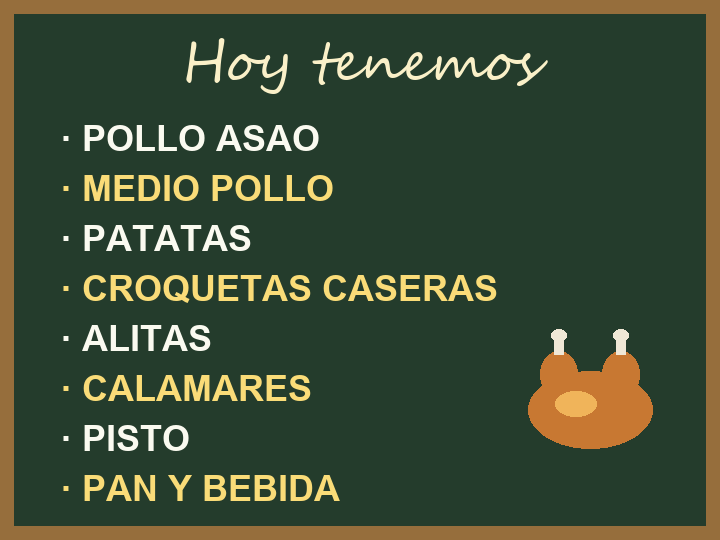 Hoy tenemos
· POLLO ASAO
· MEDIO POLLO
· PATATAS
· CROQUETAS CASERAS
· ALITAS
· CALAMARES
· PISTO
· PAN Y BEBIDA